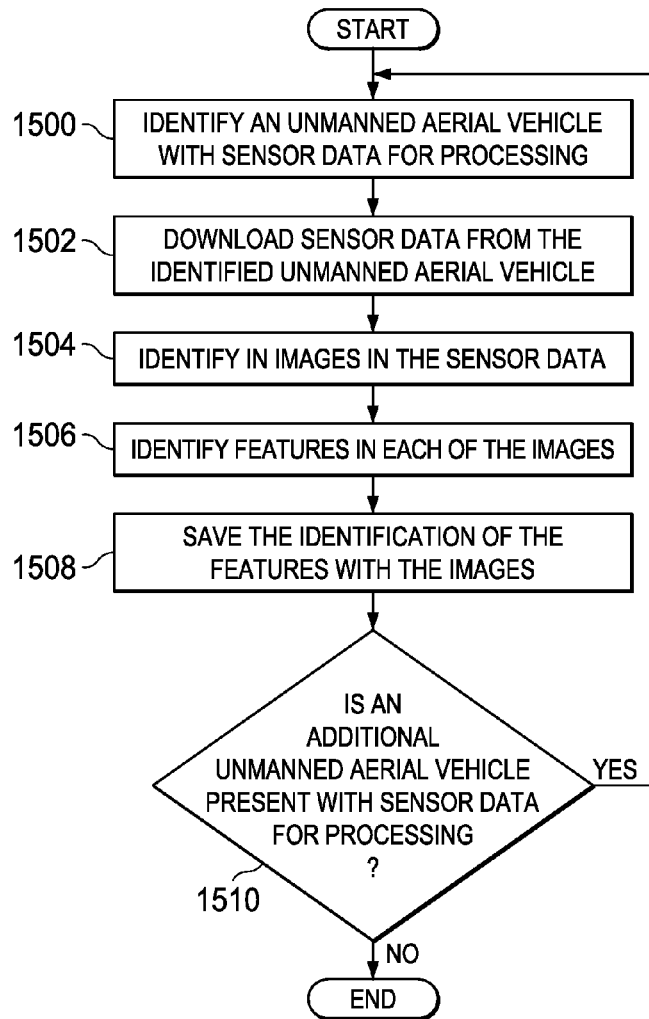 START
1500
IDENTIFY AN UNMANNED AERIAL VEHICLE
WITH SENSOR DATA FOR PROCESSING
1502
DOWNLOAD SENSOR DATA FROM THE
IDENTIFIED UNMANNED AERIAL VEHICLE
1504
IDENTIFY IN IMAGES IN THE SENSOR DATA
1506
IDENTIFY FEATURES IN EACH OF THE IMAGES
1508
SAVE THE IDENTIFICATION OF THE
FEATURES WITH THE IMAGES
IS AN
ADDITIONAL
UNMANNED AERIAL VEHICLE
PRESENT WITH SENSOR DATA
FOR PROCESSING
?
YES
1510
NO
END